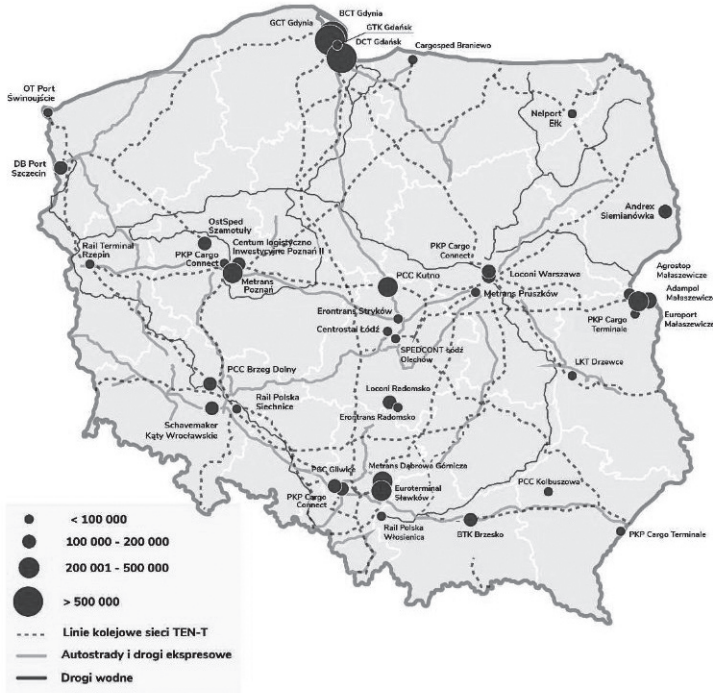 BCT Gdynia
GCT Gdynia
GTK Gdańsk
DCT Gdańsk
Cargosped Braniewo
OT Port
Świnoujście
Nelport
Ełk
DB Port
Szczecin
Andrex
Siemianówka
OstSped
Szamotuły
Centum logistyczno
Inwestycyjne Poznań II
Rail Terminal
Rzepin
PKP Cargo
Connect
Metrans
Poznań
PKP Cargo
Connect
Loconi Warszawa
PCC Kutno
Metrans Pruszków
Agrostop
Małaszewicze
Adampol
Małaszewicze
PKP Cargo
Terminale
Europort
Małaszewicze
Erontrans Stryków
Centrostal Łódź
SPEDCONT Łódź
Olechów
LKT Drzewce
PCC Brzeg Dolny
Rail Polska
Siechnice
Loconi Radomsko
Erontrans Radomsko
Schavemaker
Kąty Wrocławskie
PCC Gliwice
Metrans Dąbrowa Górnicza
PKP Cargo
Connect
Euroterminal
Sławków
PCC Kolbuszowa
Rail Polska
Włosienica
BTK Brzesko
PKP Cargo Terminale
< 100 000
100 000 - 200 000
200 001 - 500 000
> 500 000
Linie kolejowe sieci TEN-T
Autostrady i drogi ekspresowe
Drogi wodne